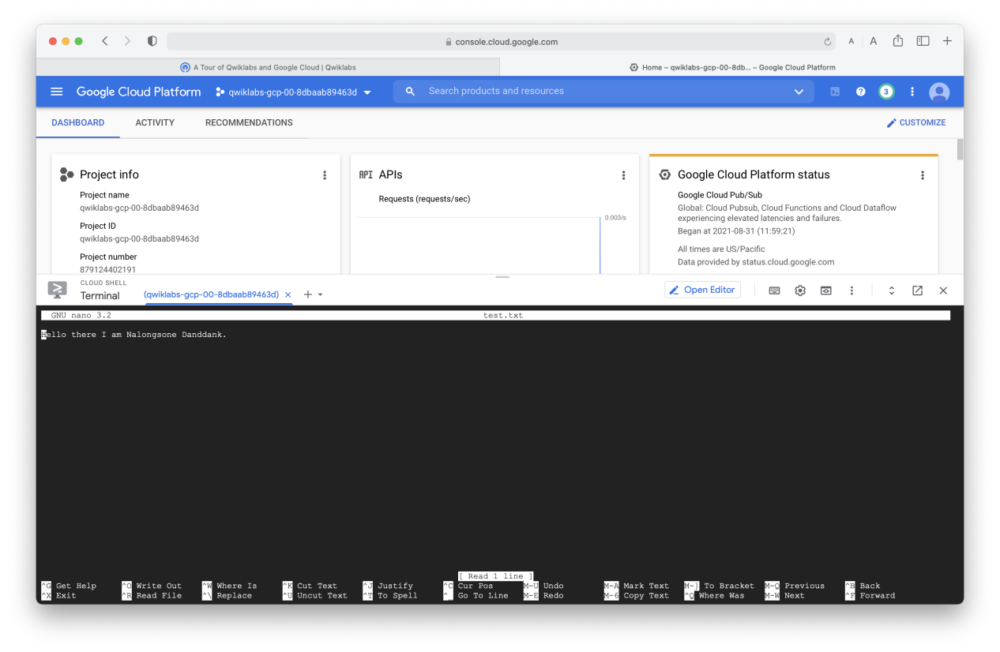 console.cloud.google.com
A A
A Tour of Qwiklabs and Google Cloud | Qwiklabs
Home – qwiklabs-gcp-00-8db... – Google Cloud Platform
Google Cloud Platform
qwiklabs-gcp-00-8dbaab89463d
Search products and resources
?
3
DASHBOARD
ACTIVITY
RECOMMENDATIONS
CUSTOMIZE
Project info
Project name
qwiklabs-gcp-00-8dbaab89463d
Project ID
qwiklabs-gcp-00-8dbaab89463d
Project number
879124402191
API APIs
Requests (requests/sec)
0.003/s
Google Cloud Platform status
Google Cloud Pub/Sub
Global: Cloud Pubsub, Cloud Functions and Cloud Dataflow
experiencing elevated latencies and failures.
Began at 2021-08-31 (11:59:21)
All times are US/Pacific
Data provided by status.cloud.google.com
CLOUD SHELL
Terminal
(qwiklabs-gcp-00-8dbaab89463d)
Open Editor
GNU nano 3.2 test.txt
Hello there I am Nalongsone Danddank.
[ Read 1 line ]
^G Get Help ^O Write Out ^W Where Is ^K Cut Text ^J Justify ^C Cur Pos M-U Undo M-A Mark Text M-] To Bracket M-Q Previous ^B Back
^X Exit ^R Read File ^\ Replace ^U Uncut Text ^T To Spell ^_ Go To Line M-E Redo M-6 Copy Text ^Q Where Was M-W Next ^F Forward